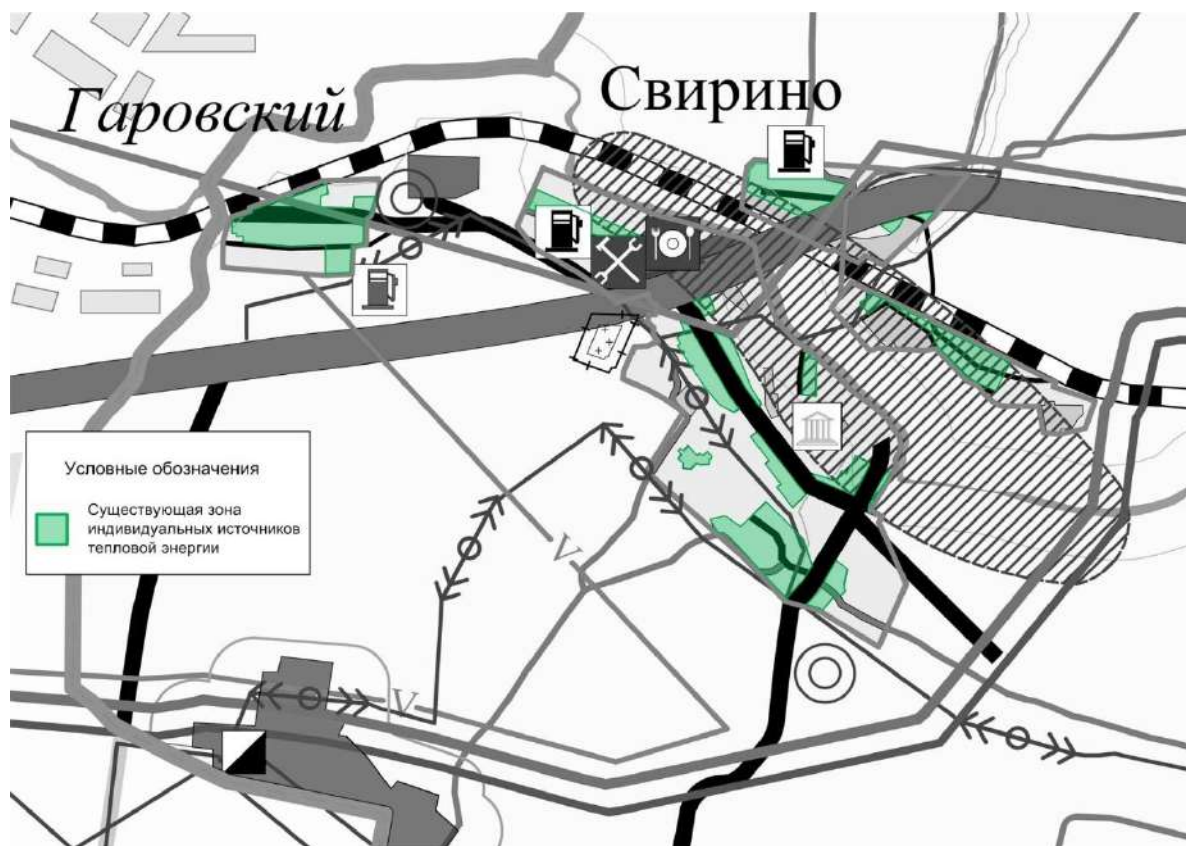 Свирино
Гаровский
V
V
Условные обозначения
Существующая зона
индивидуальных источников
тепловой энергии